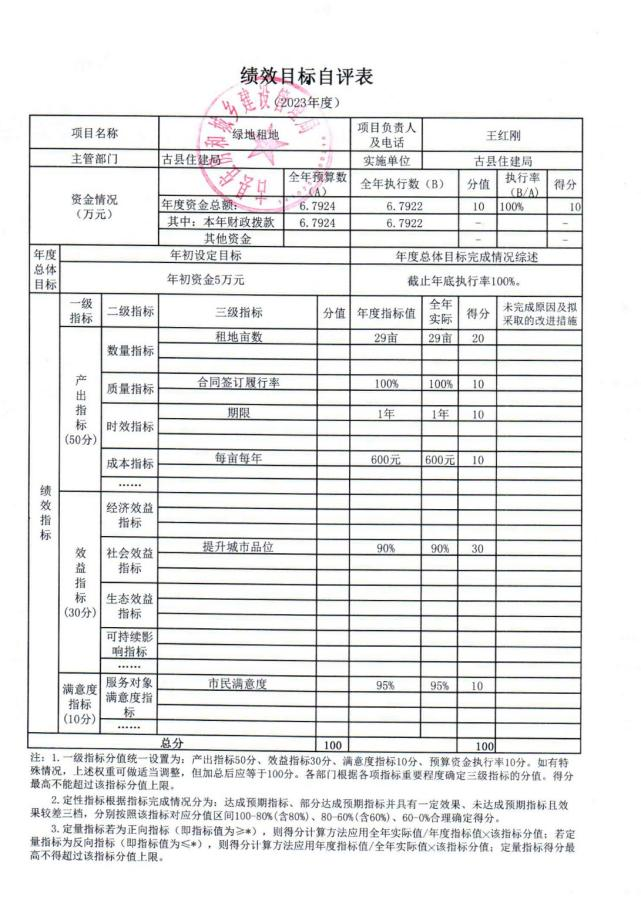 绩效目标自评表
（2023年度）
项目名称 绿地租地 项目负责人及电话 王红刚
主管部门 古县住建局 实施单位 古县住建局
资金情况（万元） 全年预算数（A） 全年执行数（B） 分值 执行率（B/A） 得分
年度资金总额： 6.7924 6.7922 10 100% 10
其中：本年财政拨款 6.7924 6.7922 - -
其他资金 - -
年度总体目标 年初设定目标 年度总体目标完成情况综述
年初资金5万元 截止年底执行率100%。
绩效指标 一级指标 二级指标 三级指标 分值 年度指标值 全年实际 得分 未完成原因及拟采取的改进措施
产出指标（50分） 数量指标 租地亩数 29亩 29亩 20
质量指标 合同签订履行率 100% 100% 10
时效指标 期限 1年 1年 10
成本指标 每亩每年 600元 600元 10
……
效益指标（30分） 经济效益指标
社会效益指标 提升城市品位 90% 90% 30
生态效益指标
可持续影响指标
……
满意度指标（10分） 服务对象满意度指标 市民满意度 95% 95% 10
……
总分 100 100
注：1.一级指标分值统一设置为：产出指标50分、效益指标30分、满意度指标10分、预算资金执行率10分。如有特
殊情况，上述权重可做适当调整，但加总后应等于100分。各部门根据各项指标重要程度确定三级指标的分值。得分
最高不能超过该指标分值上限。
2.定性指标根据指标完成情况分为：达成预期指标、部分达成预期指标并具有一定效果、未达成预期指标且效
果较差三档，分别按照该指标对应分值区间100-80%(含80%)、80-60%(含60%)、60-0%合理确定得分。
3.定量指标若为正向指标（即指标值为≥*），则得分计算方法应用全年实际值/年度指标值×该指标分值；若定
量指标为反向指标（即指标值为≤*），则得分计算方法应用年度指标值/全年实际值×该指标分值；定量指标得分最
高不得超过该指标分值上限。